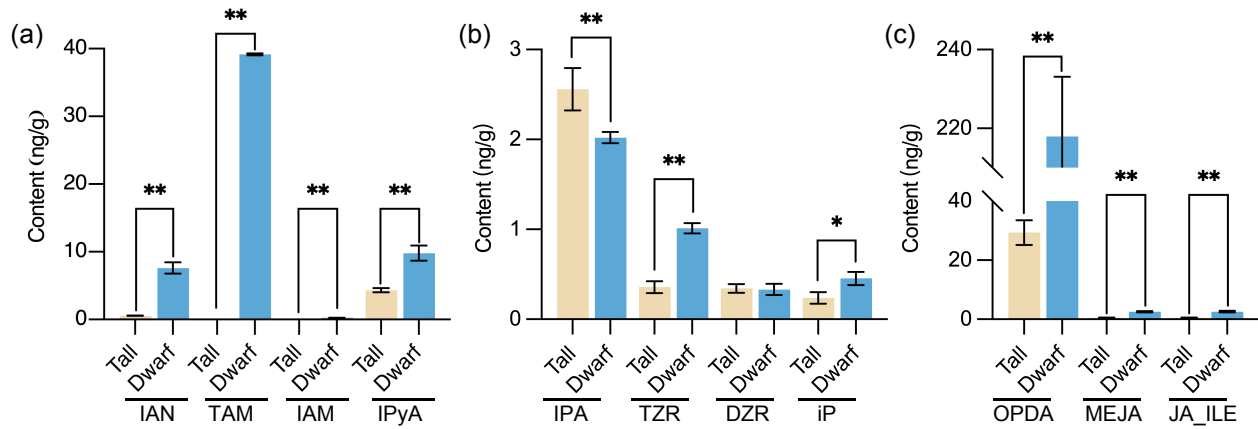 (a)
Content (ng/g)
40
30
20
10
0
**
**
**
**
Tall
Dwarf
Tall
Dwarf
Tall
Dwarf
Tall
Dwarf
IAN
TAM
IAM
IPyA
(b)
Content (ng/g)
3
2
1
0
**
**
*
Tall
Dwarf
Tall
Dwarf
Tall
Dwarf
Tall
Dwarf
IPA
TZR
DZR
iP
(c)
Content (ng/g)
240
220
40
20
0
**
**
**
Tall
Dwarf
Tall
Dwarf
Tall
Dwarf
OPDA
MEJA
JA_ILE